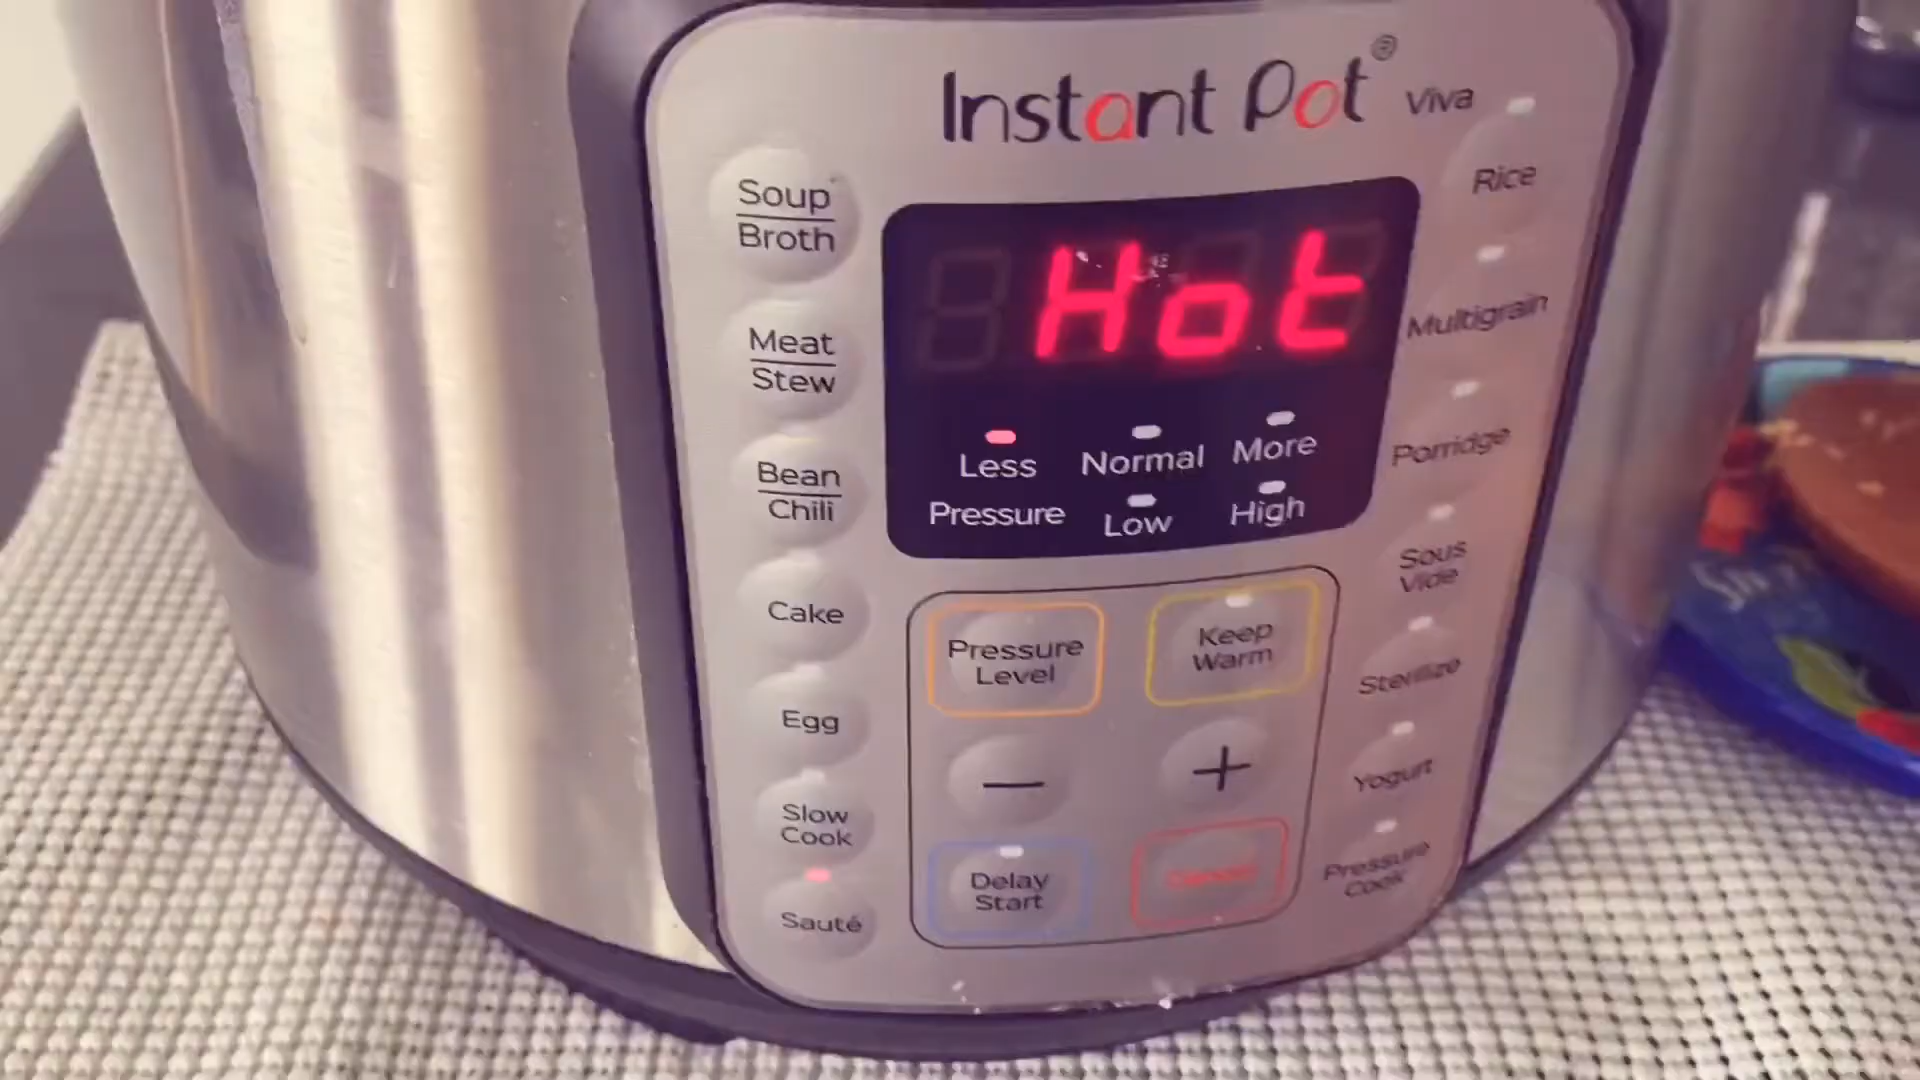 Instant Pot® Viva
Soup
Broth
Meat
Stew
Bean
Chili
Cake
Egg
Slow
Cook
Sauté
Hot
Less
Normal
More
Pressure
Low
High
Pressure
Level
Keep
Warm
—
+
Delay
Start
Cancel
Rice
Multigrain
Porridge
Sous
Vide
Sterilize
Yogurt
Pressure
Cook